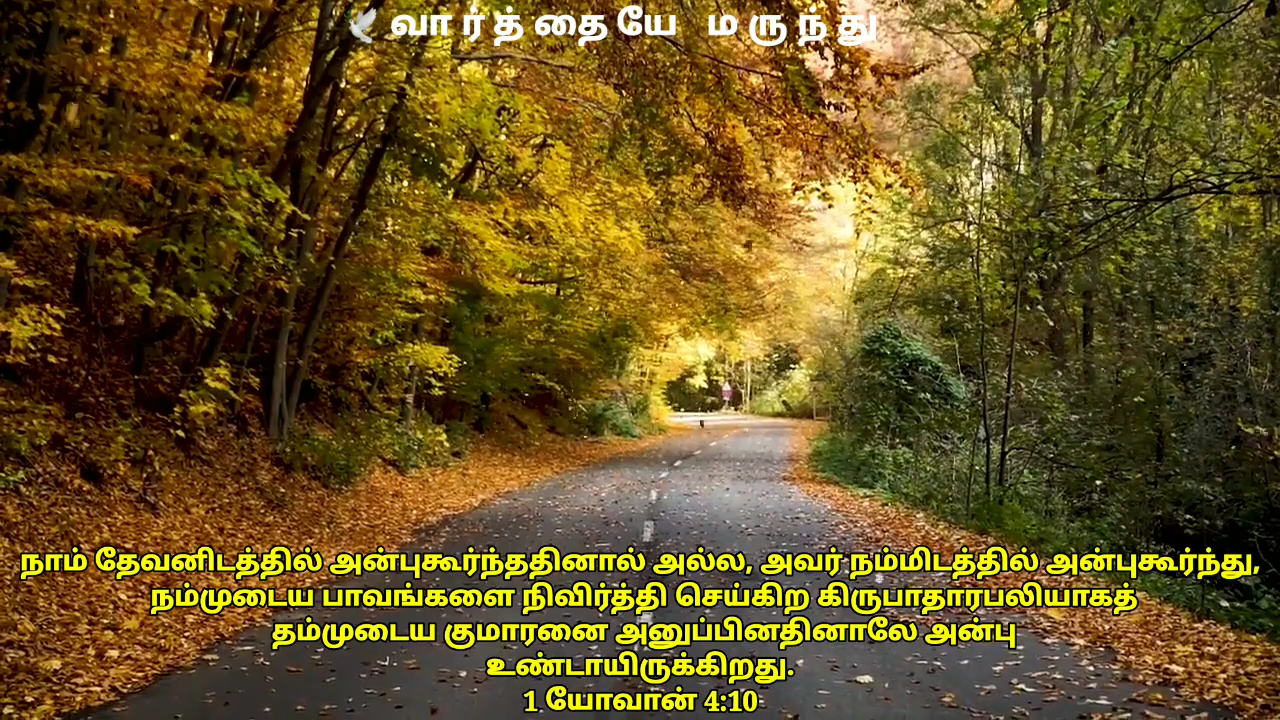 🕊 வார்த்தையே மருந்து
நாம் தேவனிடத்தில் அன்புகூர்ந்ததினால் அல்ல, அவர் நம்மிடத்தில் அன்புகூர்ந்து,
நம்முடைய பாவங்களை நிவிர்த்தி செய்கிற கிருபாதாரபலியாகத்
தம்முடைய குமாரனை அனுப்பினதினாலே அன்பு
உண்டாயிருக்கிறது.
1 யோவான் 4:10